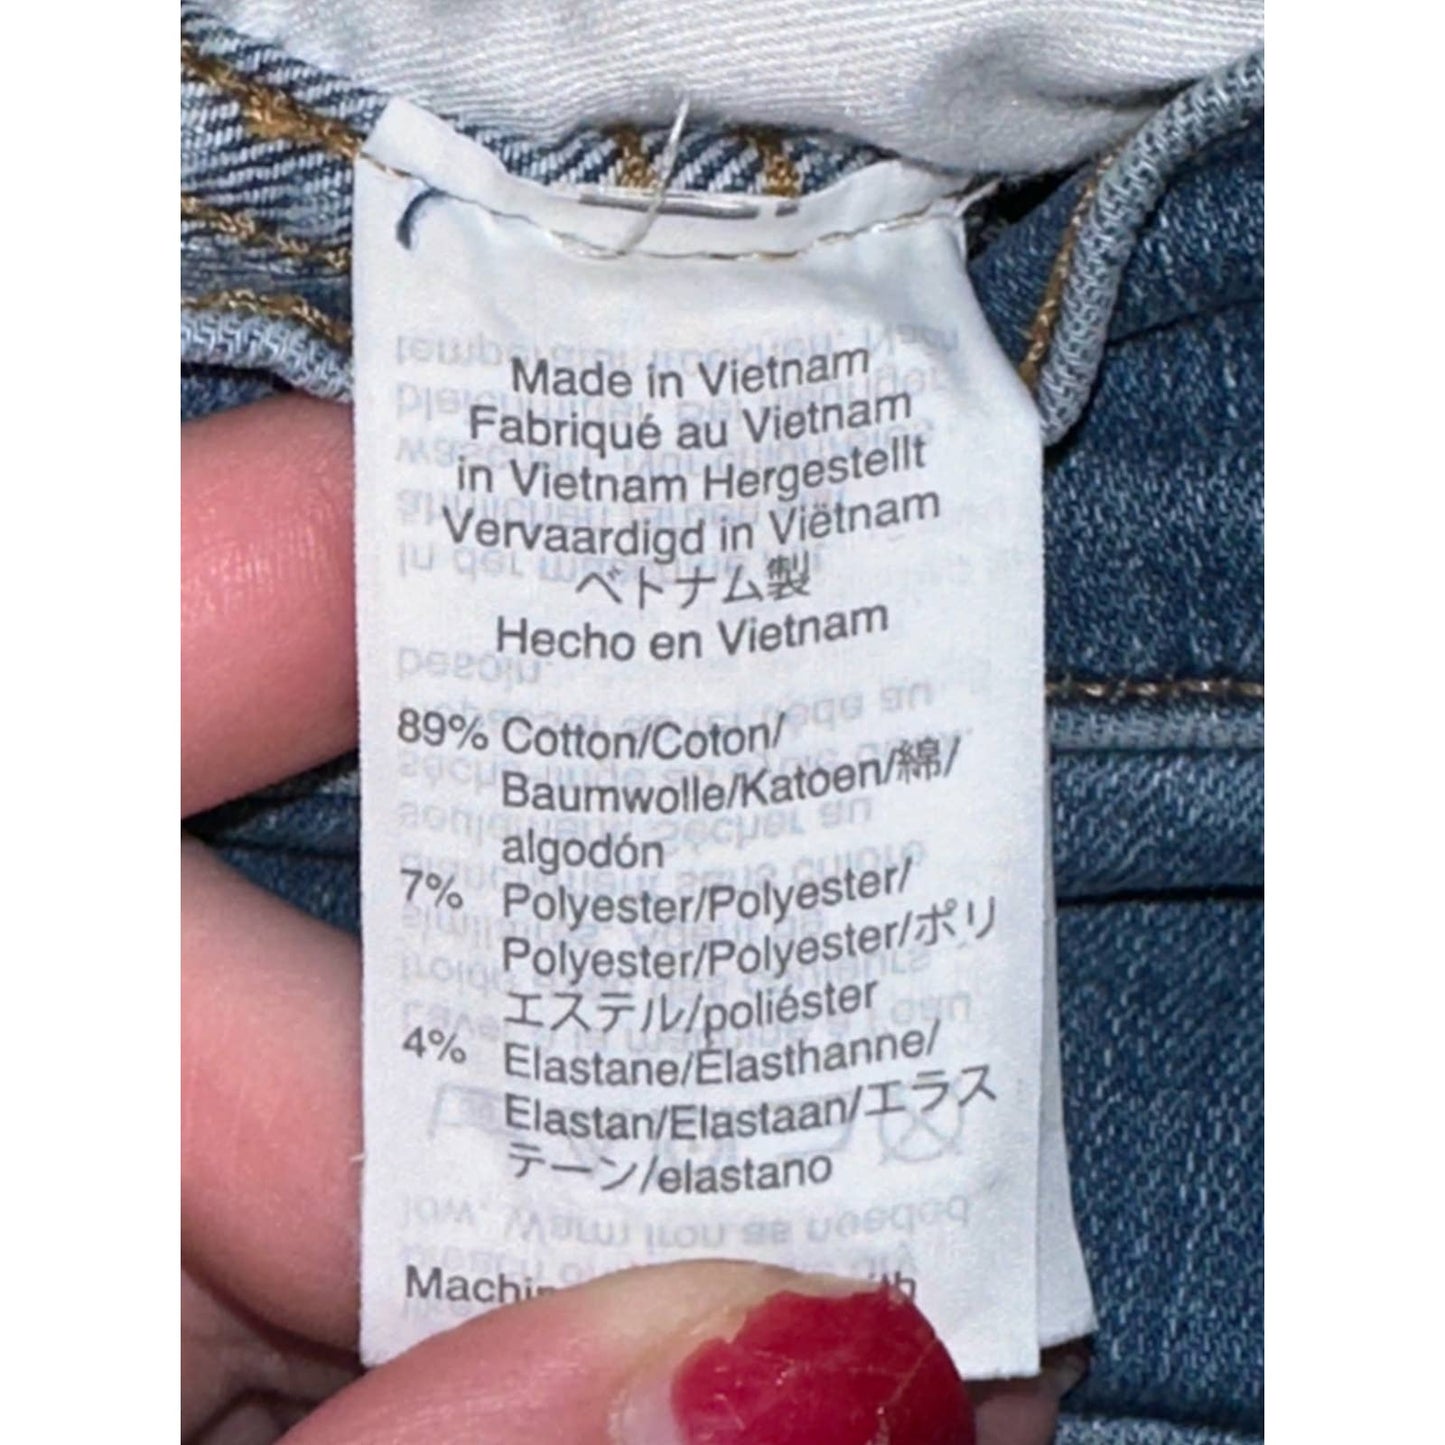 Made in Vietnam
Fabriqué au Vietnam
in Vietnam Hergestellt
Vervaardigd in Viëtnam
ベトナム製
Hecho en Vietnam
89% Cotton/Coton/
Baumwolle/Katoen/綿/
algodón
7% Polyester/Polyester/
Polyester/Polyester/ポリ
エステル/poliéster
4% Elastane/Élasthanne/
Elastan/Elastaan/エラス
テーン/elastano